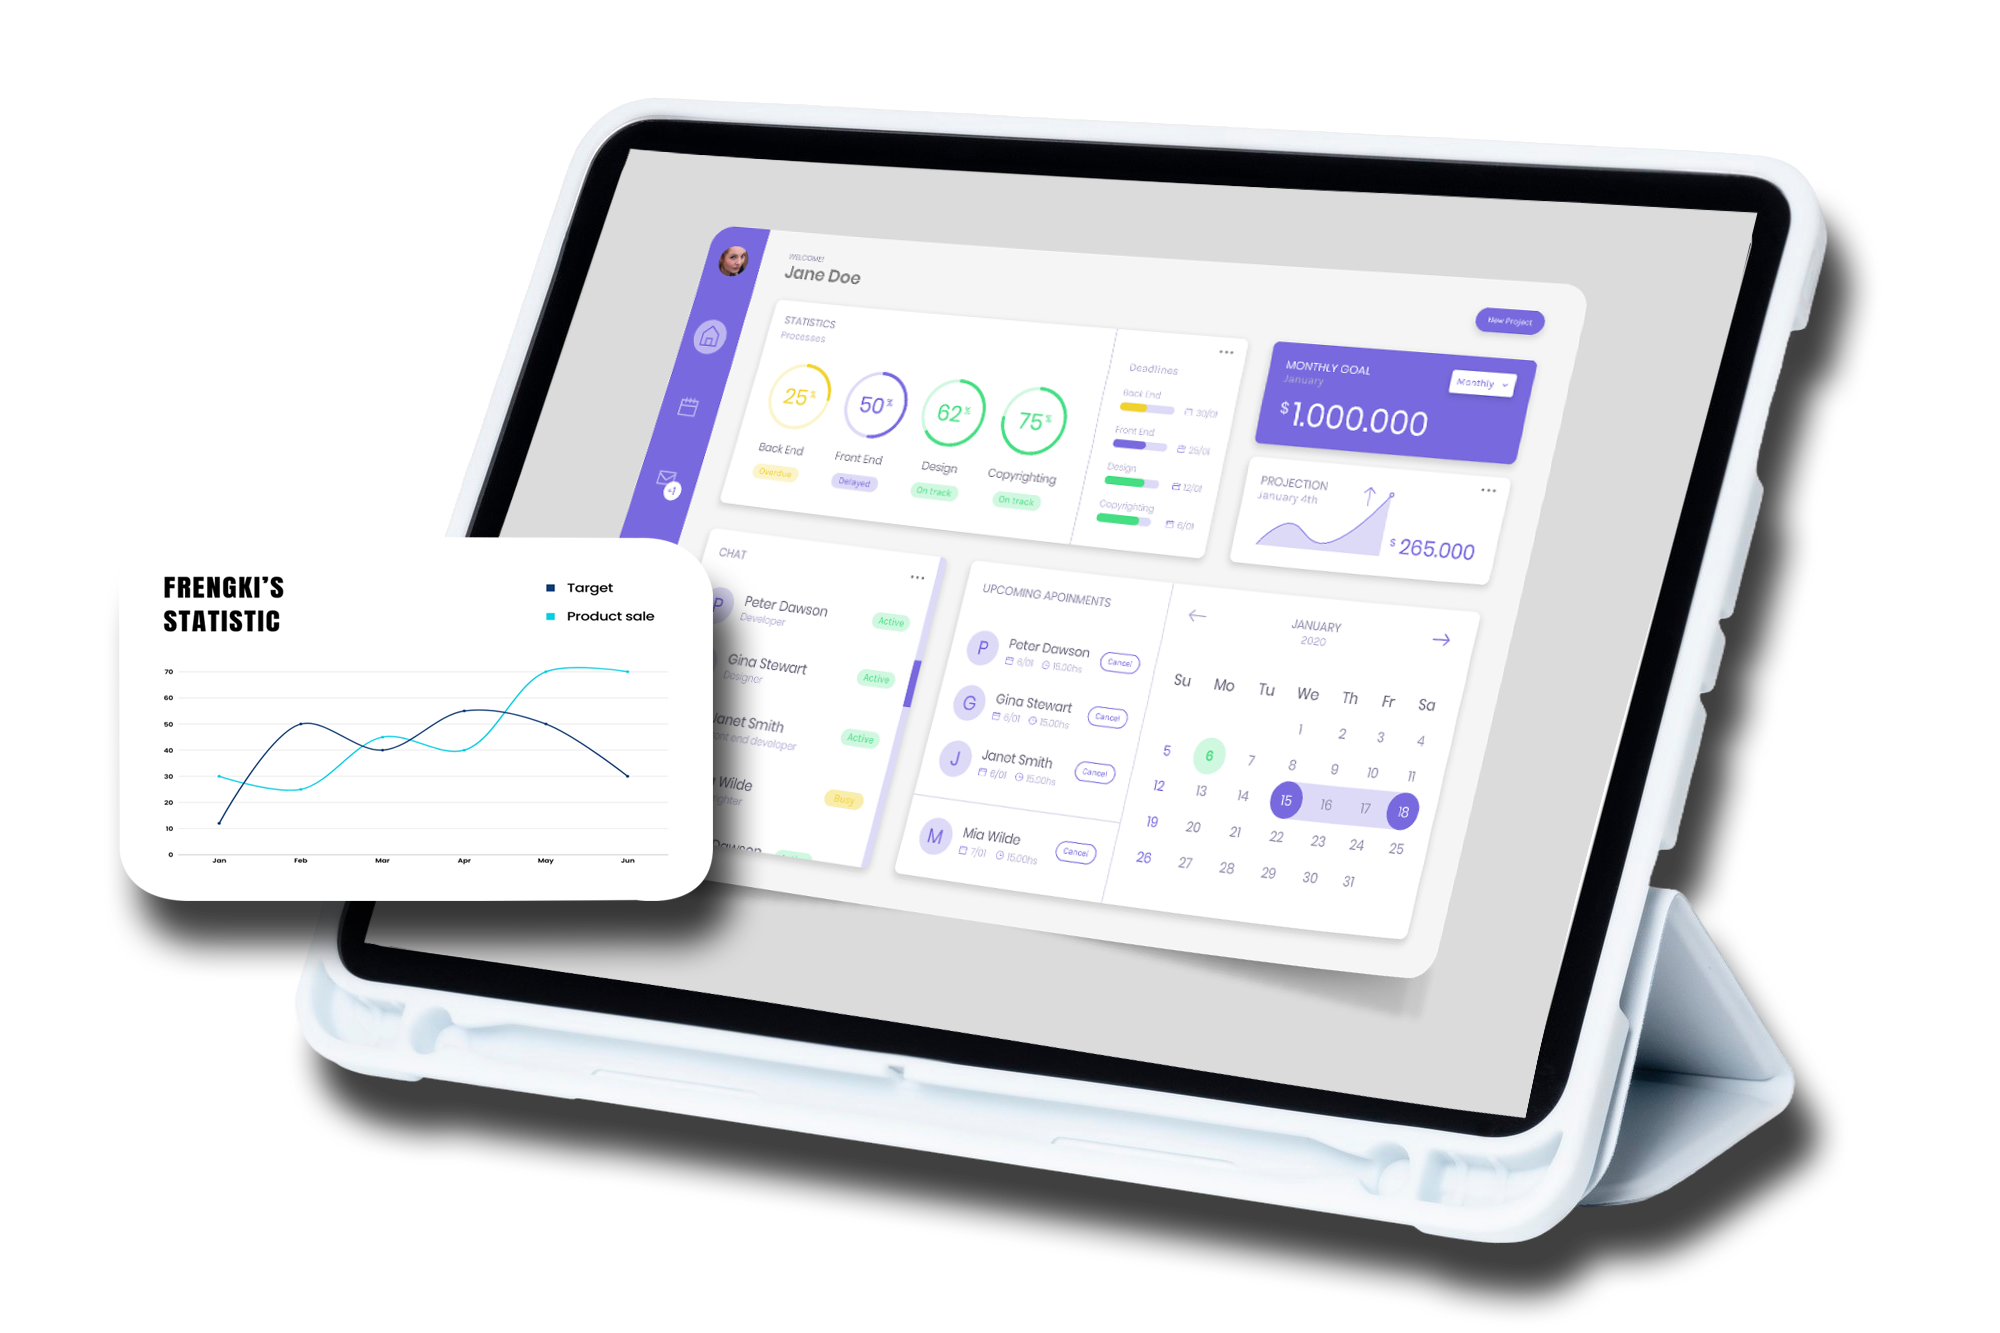 WELCOME!
Jane Doe
New Project
STATISTICS
Processes
25%
50%
62%
75%
Back End
Front End
Design
Copyrighting
Overdue
Delayed
On track
On track
Deadlines
Back End
30/01
Front End
25/01
Design
12/01
Copyrighting
6/01
MONTHLY GOAL
January
Monthly
$1.000.000
PROJECTION
January 4th
$265.000
+1
CHAT
P
Peter Dawson
Developer
Active
Gina Stewart
Designer
Active
Janet Smith
ont end developer
Active
Wilde
ighter
Busy
Dawson
UPCOMING APOINMENTS
P
Peter Dawson
6/01 15.00hs
Cancel
G
Gina Stewart
6/01 15.00hs
Cancel
J
Janot Smith
6/01 15.00hs
Cancel
M
Mia Wilde
7/01 15.00hs
Cancel
JANUARY
2020
Su Mo Tu We Th Fr Sa
1 2 3 4
5 6 7 8 9 10 11
12 13 14 15 16 17 18
19 20 21 22 23 24 25
26 27 28 29 30 31
FRENGKI'S
STATISTIC
Target
Product sale
70
60
50
40
30
20
10
0
Jan Feb Mar Apr May Jun